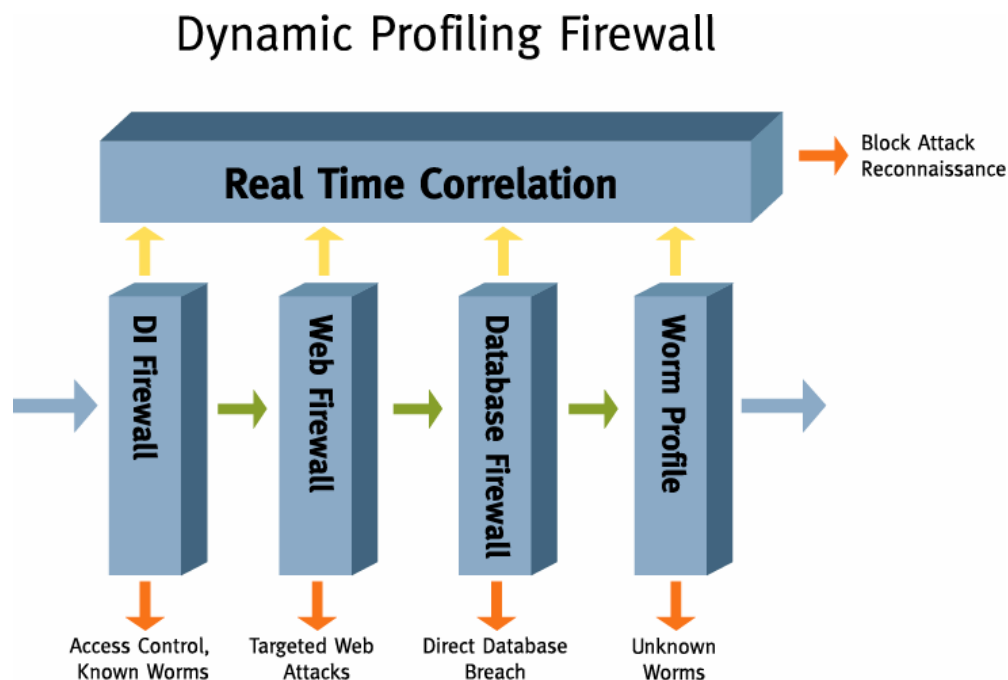 Dynamic Profiling Firewall
Real Time Correlation
Block Attack
Reconnaissance
DI Firewall
Web Firewall
Database Firewall
Worm Profile
Access Control,
Known Worms
Targeted Web
Attacks
Direct Database
Breach
Unknown
Worms